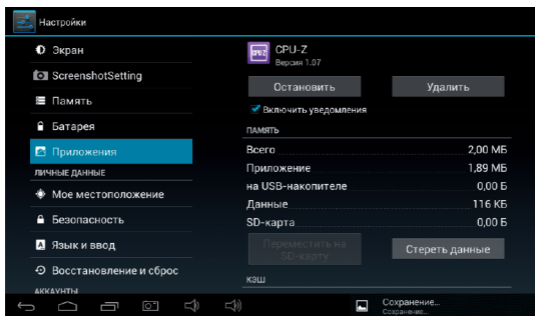 Настройки
Экран
ScreenshotSetting
Память
Батарея
Приложения
ЛИЧНЫЕ ДАННЫЕ
Мое местоположение
Безопасность
Язык и ввод
Восстановление и сброс
АККАУНТЫ
CPU-Z
Версия 1.07
Остановить
Удалить
Включить уведомления
ПАМЯТЬ
Всего 2,00 МБ
Приложение 1,89 МБ
на USB-накопителе 0,00 Б
Данные 116 КБ
SD-карта 0,00 Б
Переместить на
SD-карту
Стереть данные
КЭШ
Сохранение...
Сохранение...